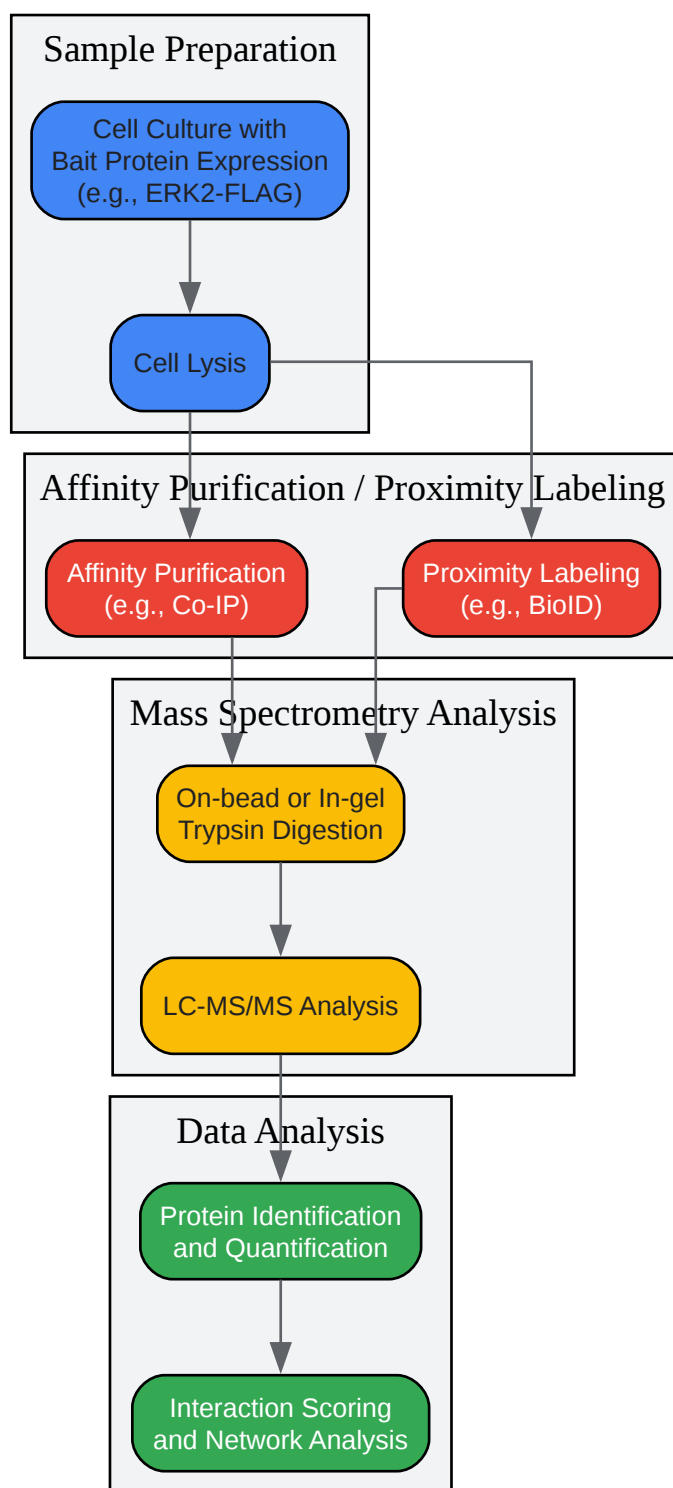 Sample Preparation
Cell Culture with
Bait Protein Expression
(e.g., ERK2-FLAG)
Cell Lysis
Affinity Purification / Proximity Labeling
Affinity Purification
(e.g., Co-IP)
Proximity Labeling
(e.g., BioID)
Mass Spectrometry Analysis
On-bead or In-gel
Trypsin Digestion
LC-MS/MS Analysis
Data Analysis
Protein Identification
and Quantification
Interaction Scoring
and Network Analysis